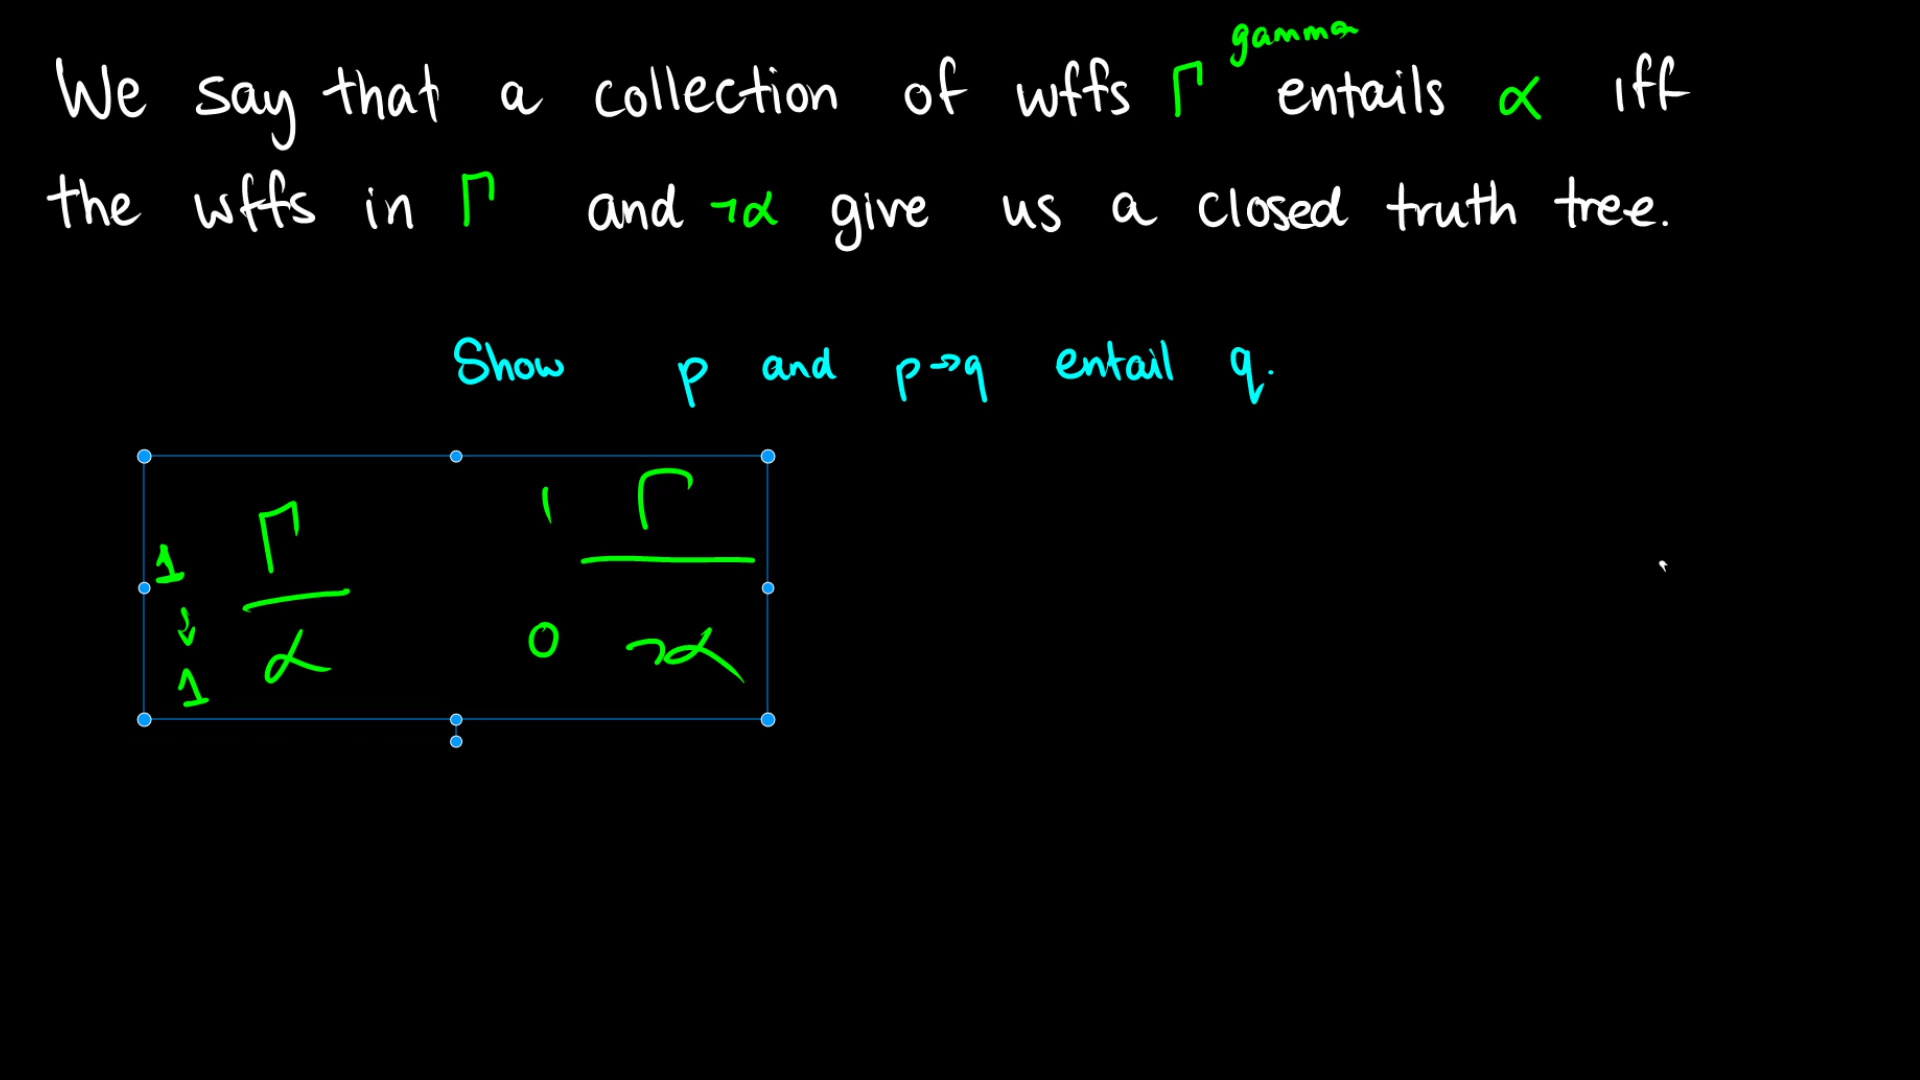 gamma
We say that a collection of wffs Γ entails α iff
the wffs in Γ and ¬α give us a closed truth tree.
Show p and p→q entail q.
1 Γ
↓
1 α
1 Γ
0 ¬α